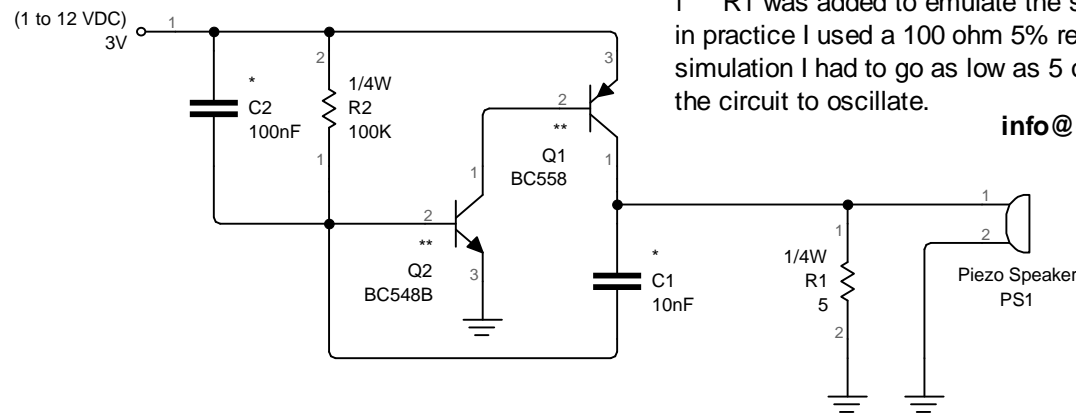 (1 to 12 VDC)
3V
1
*
C2
100nF
2
1/4W
R2
100K
1
3
2
**
Q1
BC558
1
1
2
**
Q2
BC548B
3
*
C1
10nF
1
1/4W
R1
5
2
1
2
Piezo Speaker
PS1
R1 was added to emulate the
in practice I used a 100 ohm 5%
simulation I had to go as low as 5
the circuit to oscillate.
info@